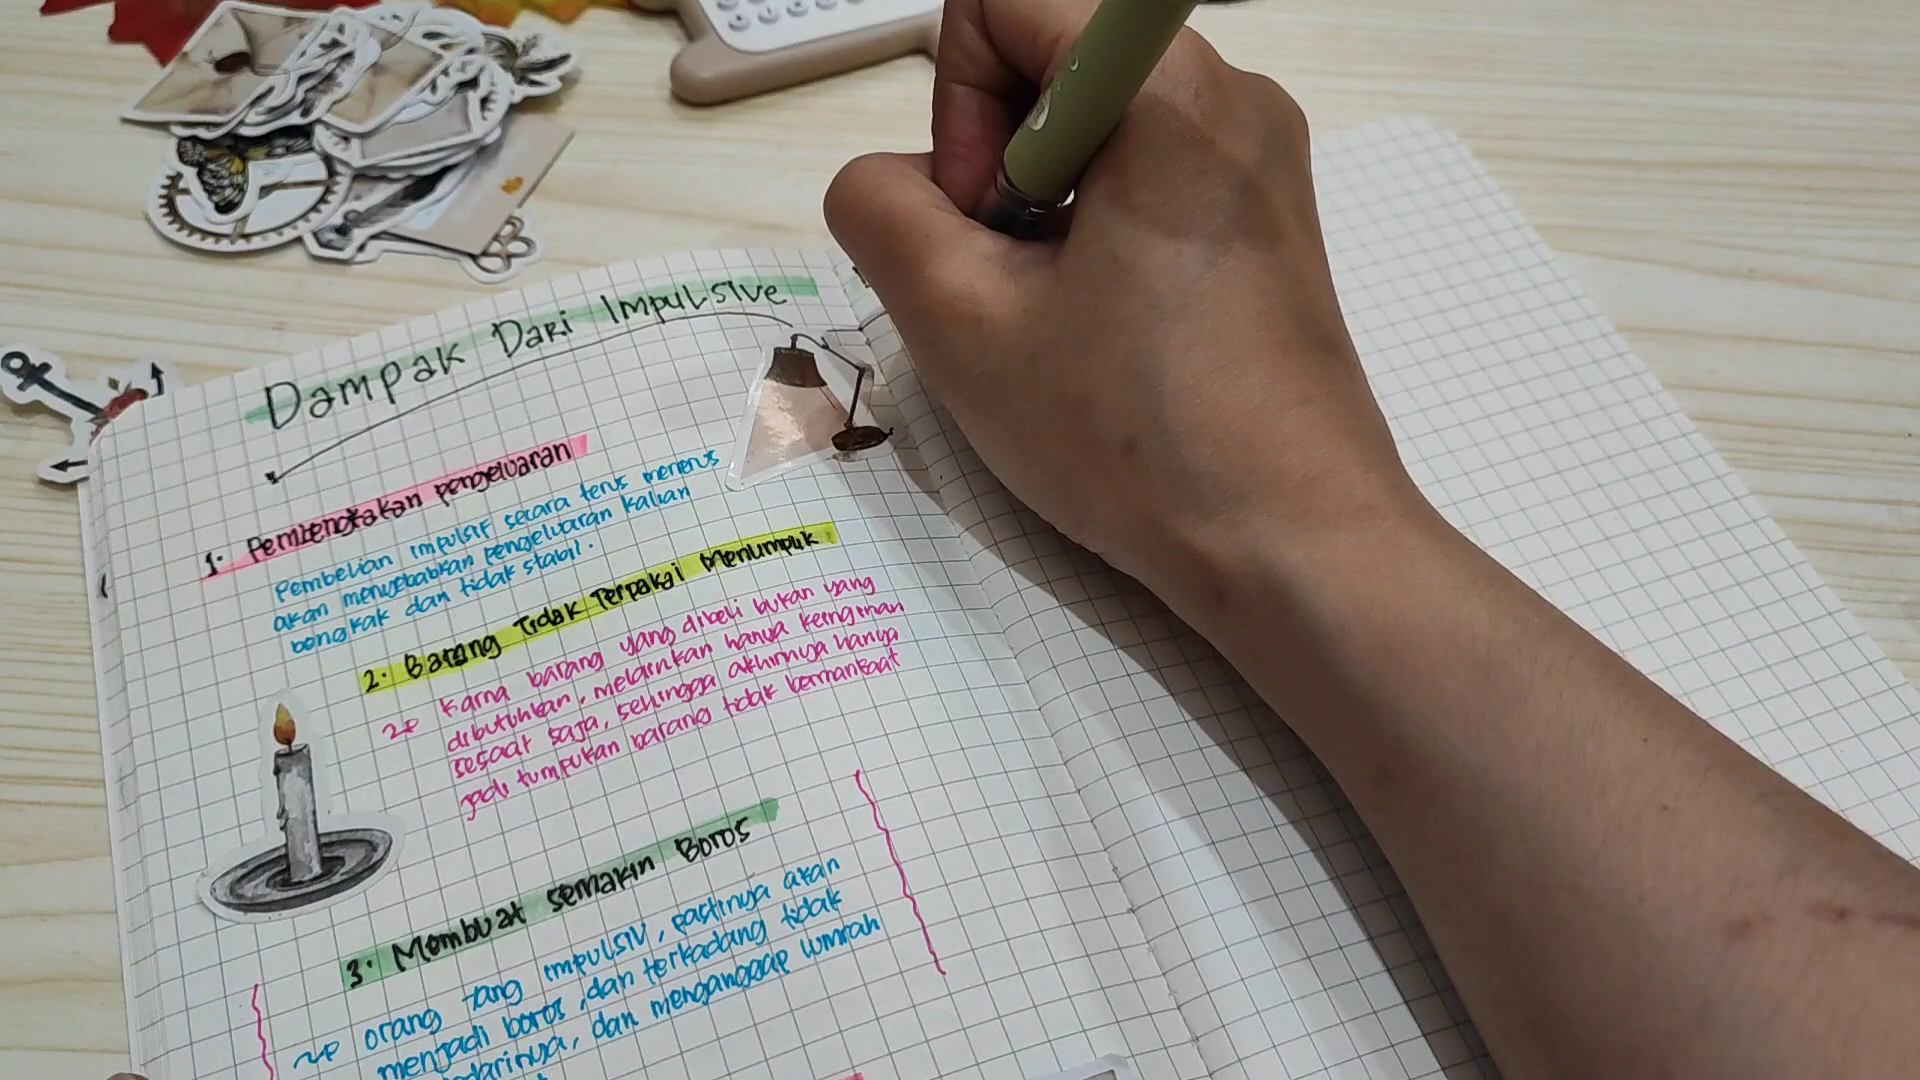 Dampak Dari Impulsive
1. Pembengkakan pengeluaran
Pembelian impulsif secara terus menerus
akan menyebabkan pengeluaran kalian
bengkak dan tidak stabil.
2. Barang Tidak Terpakai Menumpuk.
Karna barang yang dibeli bukan yang
dibutuhkan, melainkan hanya keinginan
sesaat saja, sehingga akhirnya hanya
jadi tumpukan barang tidak bermanfaat
3. Membuat semakin Boros
orang yang impulsiv, pastinya akan
menjadi boros, dan terkadang tidak
darinya, dan menganggap lumrah